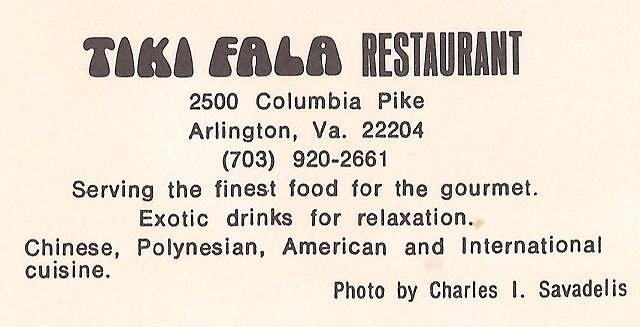 TIKI FALA RESTAURANT
2500 Columbia Pike
Arlington, Va. 22204
(703) 920-2661
Serving the finest food for the gourmet.
Exotic drinks for relaxation.
Chinese, Polynesian, American and International
cuisine.
Photo by Charles I. Savadelis